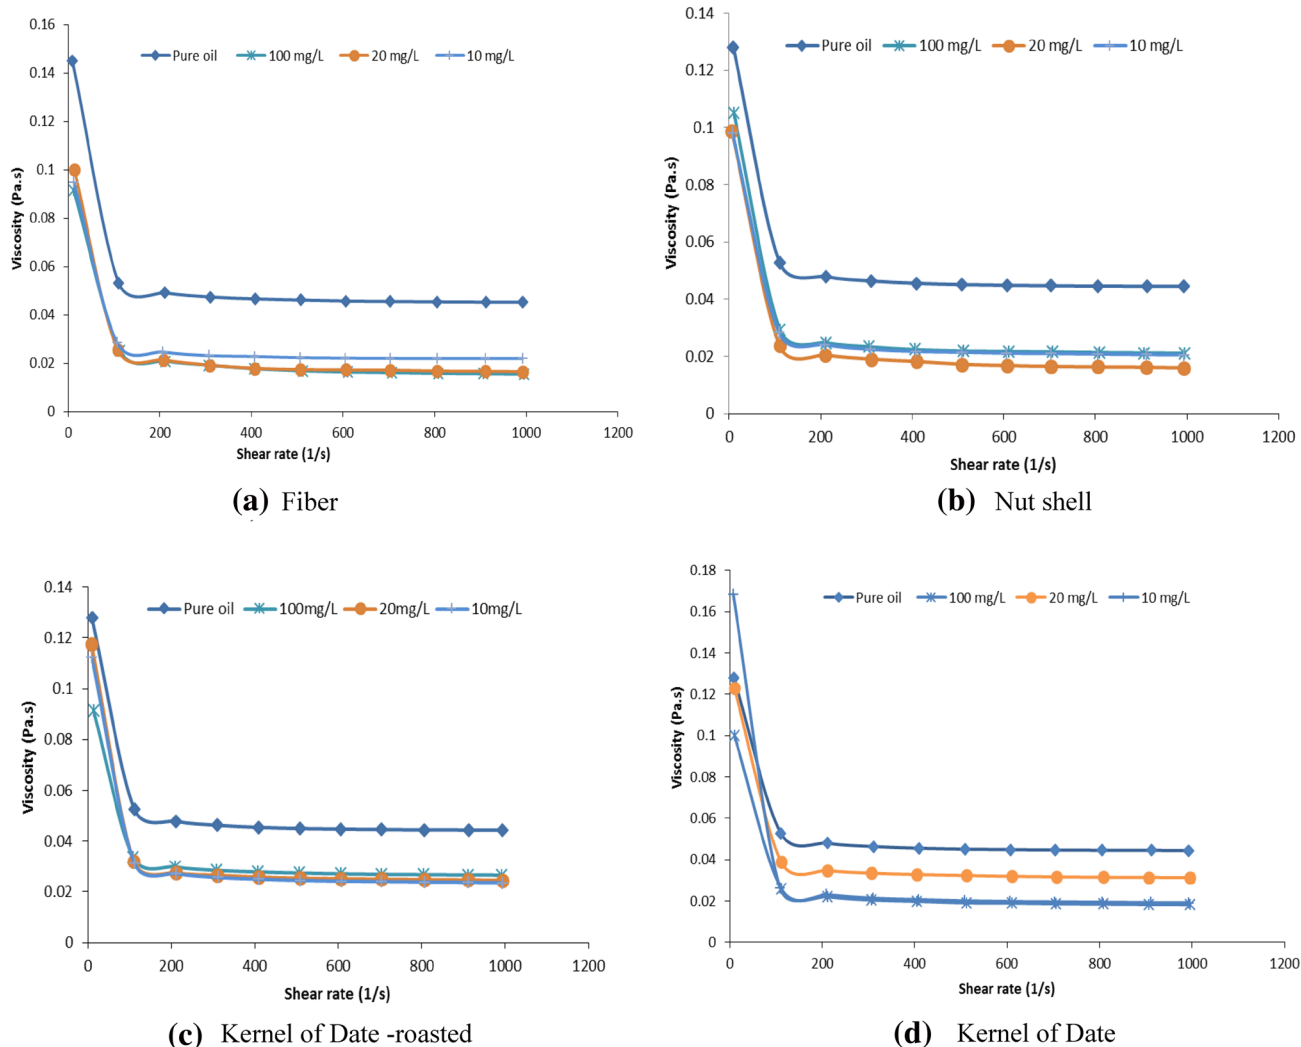 0.16
0.14
0.12
0.1
0.08
0.06
0.04
0.02
0
Viscosity (Pa.s)
Pure oil 100 mg/L 20 mg/L 10 mg/L
0 200 400 600 800 1000 1200
Shear rate (1/s)
(a) Fiber
0.14
0.12
0.1
0.08
0.06
0.04
0.02
0
Viscosity (Pa.s)
Pure oil 100 mg/L 20 mg/L 10 mg/L
0 200 400 600 800 1000 1200
Shear rate (1/s)
(b) Nut shell
0.14
0.12
0.1
0.08
0.06
0.04
0.02
0
Viscosity (Pa.s)
Pure oil 100mg/L 20mg/L 10mg/L
0 200 400 600 800 1000 1200
Shear rate (1/s)
(c) Kernel of Date -roasted
0.18
0.16
0.14
0.12
0.1
0.08
0.06
0.04
0.02
0
Viscosity (Pa.s)
Pure oil 100 mg/L 20 mg/L 10 mg/L
0 200 400 600 800 1000 1200
Shear rate (1/s)
(d) Kernel of Date